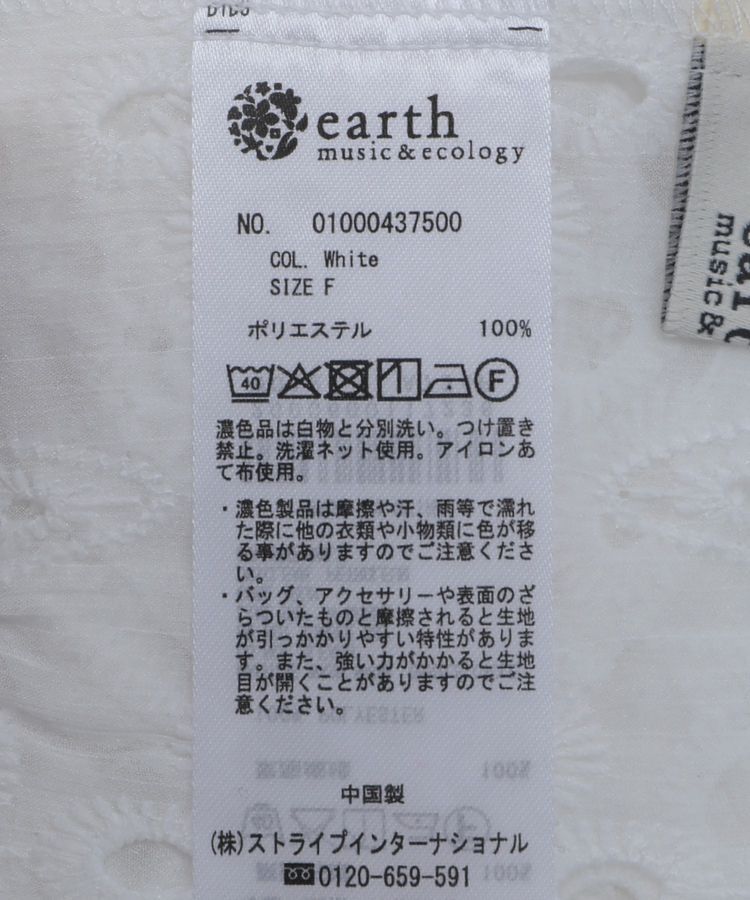 earth
music&ecology
NO. 01000437500
COL. White
SIZE F
ポリエステル 100%
40
F
濃色品は白物と分別洗い。つけ置き
禁止。洗濯ネット使用。アイロンあ
て布使用。
・濃色製品は摩擦や汗、雨等で濡れ
た際に他の衣類や小物類に色が移
る事がありますのでご注意くださ
い。
・バッグ、アクセサリーや表面のざ
らついたものと摩擦されると生地
が引っかかりやすい特性がありま
す。また、強い力がかかると生地
目が開くことがありますのでご注
意ください。
中国製
(株)ストライプインターナショナル
0120-659-591
music &